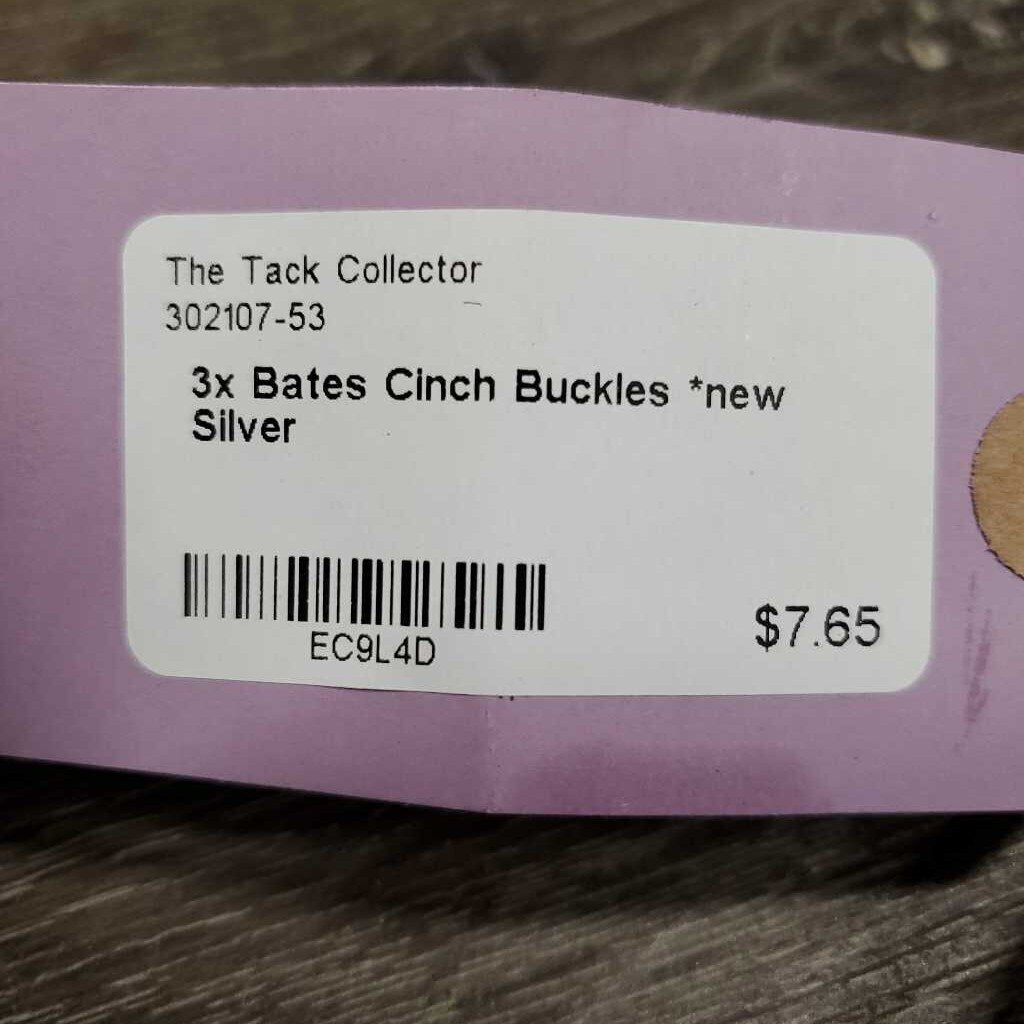 The Tack Collector
302107-53
3x Bates Cinch Buckles *new
Silver
EC9L4D
$7.65